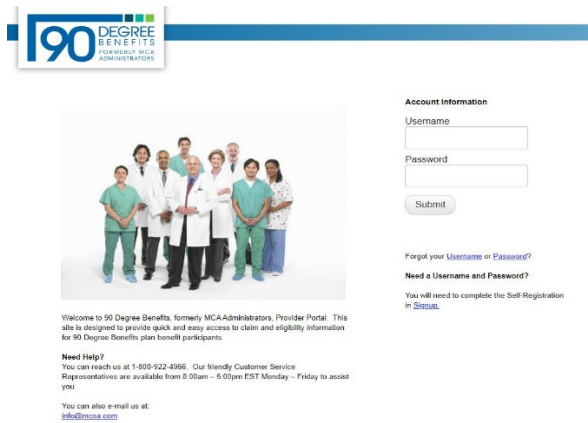 90 DEGREE
BENEFITS
FORMERLY MCA
ADMINISTRATORS
Account Information
Username
Password
Submit
Forgot your Username or Password?
Need a Username and Password?
You will need to complete the Self-Registration
in Signup.
Welcome to 90 Degree Benefits, formerly MCA Administrators, Provider Portal. This
site is designed to provide quick and easy access to claim and eligibility information
for 90 Degree Benefits plan benefit participants.
Need Help?
You can reach us at 1-800-922-4966. Our friendly Customer Service
Representatives are available from 8:00am – 5:00pm EST Monday – Friday to assist
you.
You can also e-mail us at:
info@mcoa.com